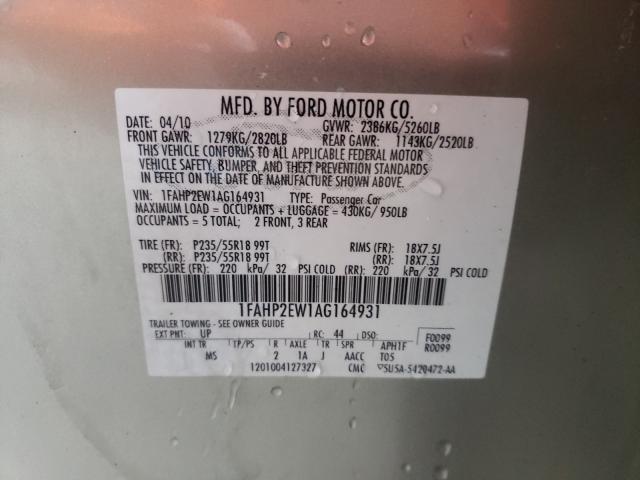 MFD. BY FORD MOTOR CO.
DATE: 04/10 GVWR: 2386KG/5260LB
FRONT GAWR: 1279KG/2820LB REAR GAWR: 1143KG/2520LB
THIS VEHICLE CONFORMS TO ALL APPLICABLE FEDERAL MOTOR
VEHICLE SAFETY, BUMPER, AND THEFT PREVENTION STANDARDS
IN EFFECT ON THE DATE OF MANUFACTURE SHOWN ABOVE.
VIN: 1FAHP2EW1AG164931 TYPE: Passenger Car
MAXIMUM LOAD = OCCUPANTS + LUGGAGE = 430KG/950LB
OCCUPANTS = 5 TOTAL; 2 FRONT, 3 REAR
TIRE (FR): P235/55R18 99T RIMS (FR): 18X7.5J
(RR): P235/55R18 99T (RR): 18X7.5J
PRESSURE (FR): 220 kPa/ 32 PSI COLD (RR): 220 kPa/ 32 PSI COLD
1FAHP2EW1AG164931
TRAILER TOWING - SEE OWNER GUIDE
EXT PNT: UP RC: 44 DSO: F0099
INT TR TP/PS R AXLE TR SPR APH1F R0099
MS 2 1A J AACC TOS
1201004127327 CMC ▽5U5A-5420472-AA